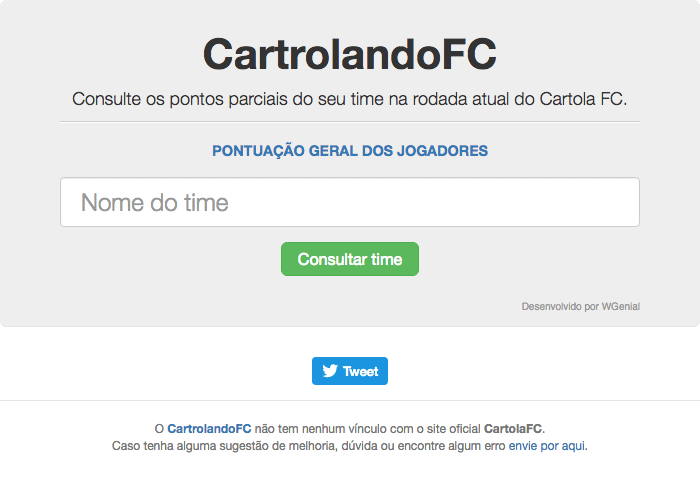 CartrolandoFC
Consulte os pontos parciais do seu time na rodada atual do Cartola FC.
PONTUAÇÃO GERAL DOS JOGADORES
Nome do time
Consultar time
Desenvolvido por WGenial
Tweet
O CartrolandoFC não tem nenhum vínculo com o site oficial CartolaFC.
Caso tenha alguma sugestão de melhoria, dúvida ou encontre algum erro envie por aqui.